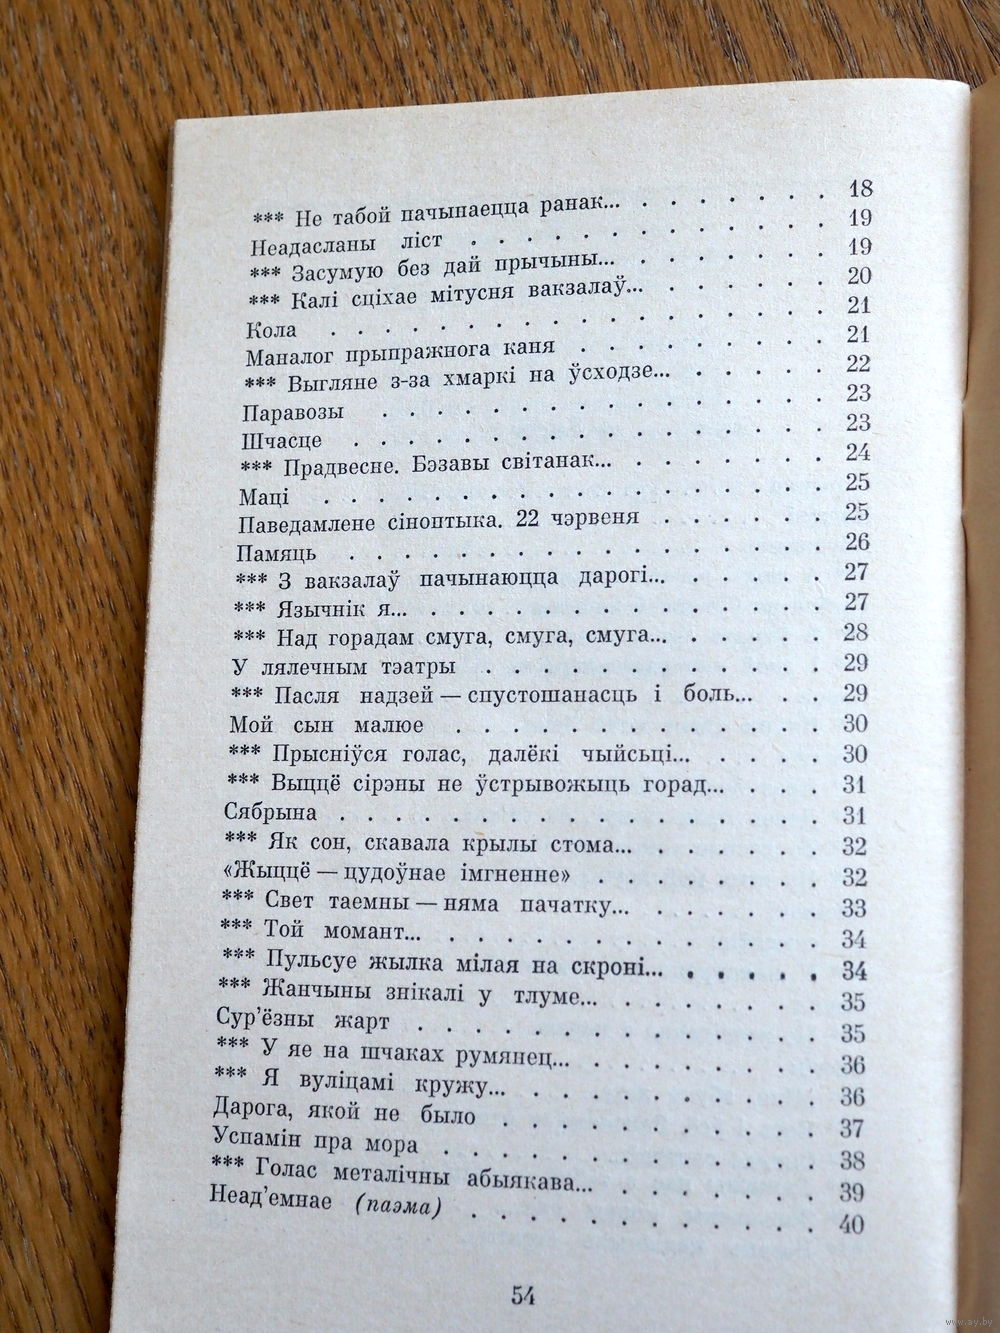 *** Не табой пачынаецца ранак... . . . . . . . 18
Неадасланы ліст . . . . . . . . . . . . . 19
*** Засумую без дай прычыны... . . . . . . . 19
*** Калі сціхае мітусня вакзалаў... . . . . . . 20
Кола . . . . . . . . . . . . . . . . . . 21
Маналог прыпражнога каня . . . . . . . . . 21
*** Выгляне з-за хмаркі на ўсходзе... . . . . . 22
Паравозы . . . . . . . . . . . . . . . . 23
Шчасце . . . . . . . . . . . . . . . . . 23
*** Прадвесне. Бэзавы світанак... . . . . . . . 24
Маці . . . . . . . . . . . . . . . . . . 25
Паведамлене сіноптыка. 22 чэрвеня . . . . . . 25
Памяць . . . . . . . . . . . . . . . . . 26
*** З вакзалаў пачынаюцца дарогі... . . . . . 27
*** Язычнік я... . . . . . . . . . . . . . . 27
*** Над горадам смуга, смуга, смуга... . . . . . 28
У лялечным тэатры . . . . . . . . . . . . 29
*** Пасля надзей — спустошанасць і боль... . . 29
Мой сын малюе . . . . . . . . . . . . . 30
*** Прысніўся голас, далёкі чыйсьці... . . . . 30
*** Выццё сірэны не ўстрывожыць горад... . . . 31
Сябрына . . . . . . . . . . . . . . . . . 31
*** Як сон, скавала крылы стома... . . . . . . 32
«Жыццё — цудоўнае імгненне» . . . . . . . . 32
*** Свет таемны — няма пачатку... . . . . . . 33
*** Той момант... . . . . . . . . . . . . . . 34
*** Пульсуе жылка мілая на скроні... . . . . . 34
*** Жанчыны знікалі у тлуме... . . . . . . . 35
Сур'ёзны жарт . . . . . . . . . . . . . . 35
*** У яе на шчаках румянец... . . . . . . . . 36
*** Я вуліцамі кружу... . . . . . . . . . . . 36
Дарога, якой не было . . . . . . . . . . . 37
Успамін пра мора . . . . . . . . . . . . . 38
*** Голас металічны абыякава... . . . . . . . 39
Неад'емнае (паэма) . . . . . . . . . . . . 40
54
www.ay.by